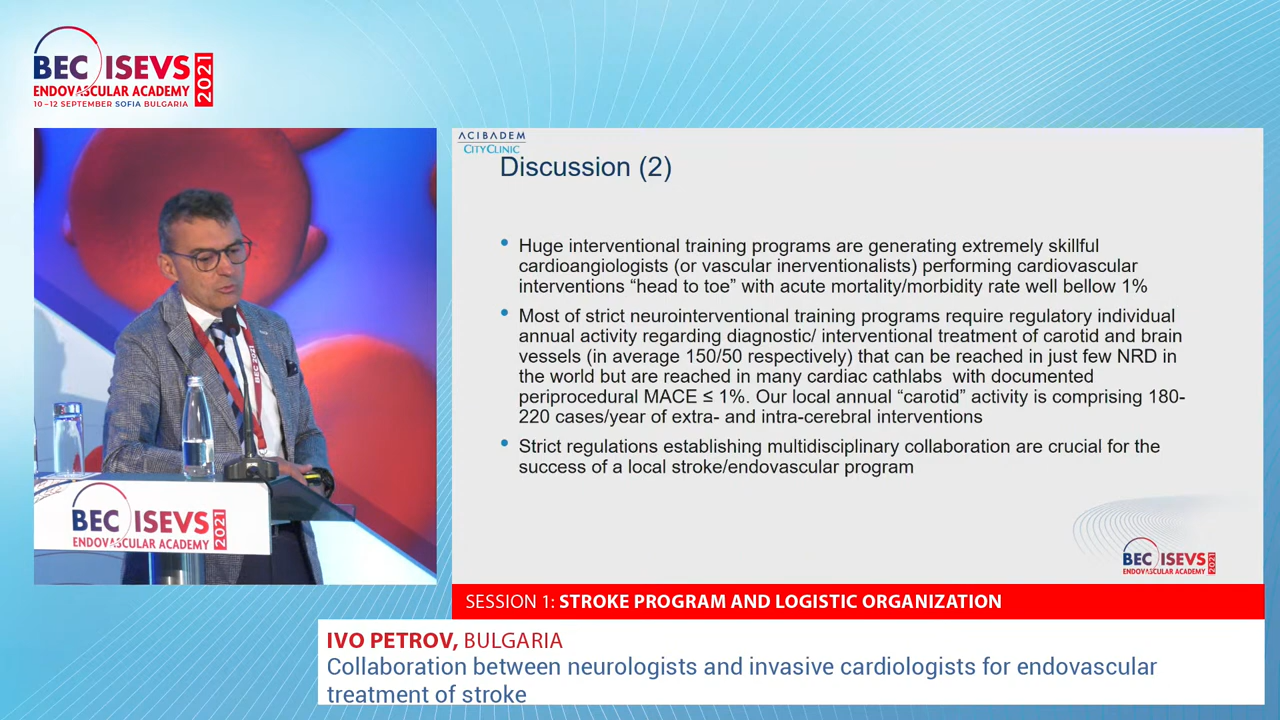 BEC ISEVS
2021
ENDOVASCULAR ACADEMY
10–12 SEPTEMBER SOFIA BULGARIA
ACIBADEM
CITYCLINIC
Discussion (2)
• Huge interventional training programs are generating extremely skillful
cardioangiologists (or vascular inerventionalists) performing cardiovascular
interventions “head to toe” with acute mortality/morbidity rate well bellow 1%
• Most of strict neurointerventional training programs require regulatory individual
annual activity regarding diagnostic/ interventional treatment of carotid and brain
vessels (in average 150/50 respectively) that can be reached in just few NRD in
the world but are reached in many cardiac cathlabs with documented
periprocedural MACE ≤ 1%. Our local annual “carotid” activity is comprising 180-
220 cases/year of extra- and intra-cerebral interventions
• Strict regulations establishing multidisciplinary collaboration are crucial for the
success of a local stroke/endovascular program
BEC ISEVS
2021
ENDOVASCULAR ACADEMY
BEC 2021
BEC ISEVS
2021
ENDOVASCULAR ACADEMY
SESSION 1: STROKE PROGRAM AND LOGISTIC ORGANIZATION
IVO PETROV, BULGARIA
Collaboration between neurologists and invasive cardiologists for endovascular
treatment of stroke